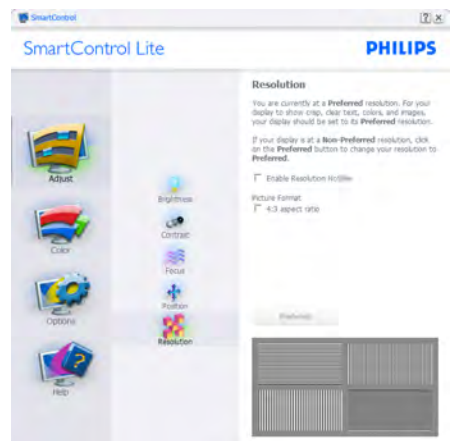 SmartControl
SmartControl Lite
PHILIPS
Adjust
Color
Options
Help
Brightness
Contrast
Focus
Position
Resolution
Resolution
You are currently at a Preferred resolution. For your
display to show crisp, clear text, colors, and images,
your display should be set to its Preferred resolution.
If your display is at a Non-Preferred resolution, click
on the Preferred button to change your resolution to
Preferred.
Enable Resolution Notifier
Picture Format
4:3 aspect ratio
Preferred